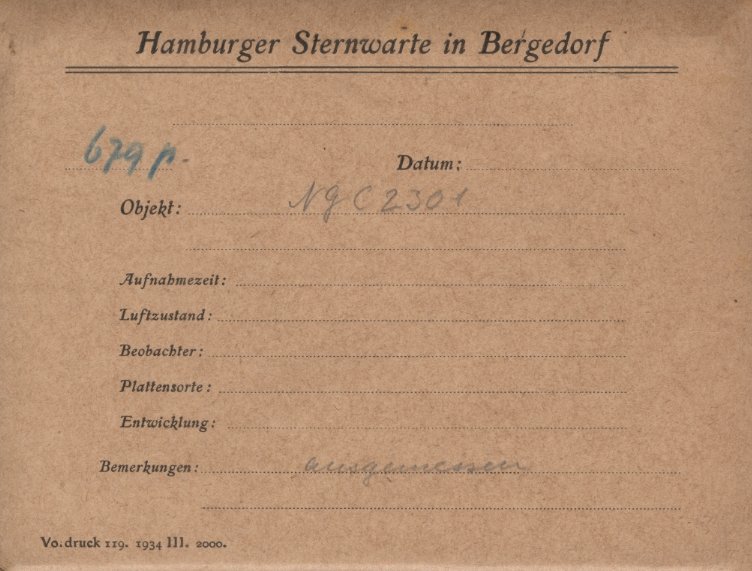 Hamburger Sternwarte in Bergedorf
679 p. Datum:
Objekt: NGC 2301
Aufnahmezeit:
Luftzustand:
Beobachter:
Plattensorte:
Entwicklung:
Bemerkungen: ausgemessen
Vo. druck 119. 1934 III. 2000.